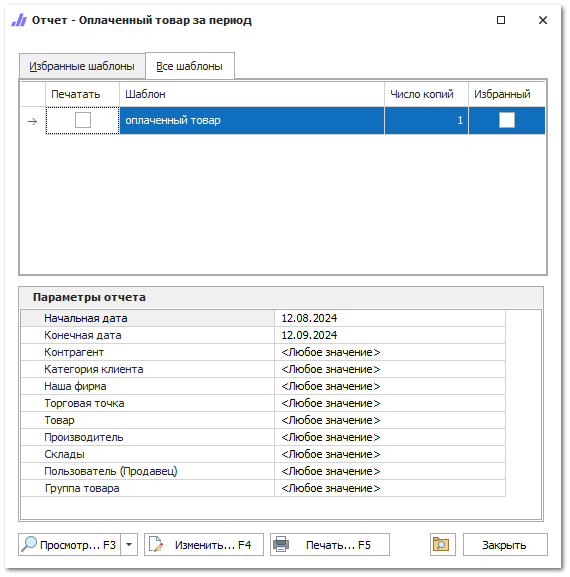 Отчет - Оплаченный товар за период
Избранные шаблоны Все шаблоны
Печатать Шаблон Число копий Избранный
оплаченный товар 1
Параметры отчета
Начальная дата 12.08.2024
Конечная дата 12.09.2024
Контрагент <Любое значение>
Категория клиента <Любое значение>
Наша фирма <Любое значение>
Торговая точка <Любое значение>
Товар <Любое значение>
Производитель <Любое значение>
Склады <Любое значение>
Пользователь (Продавец) <Любое значение>
Группа товара <Любое значение>
Просмотр... F3 Изменить... F4 Печать... F5 Закрыть